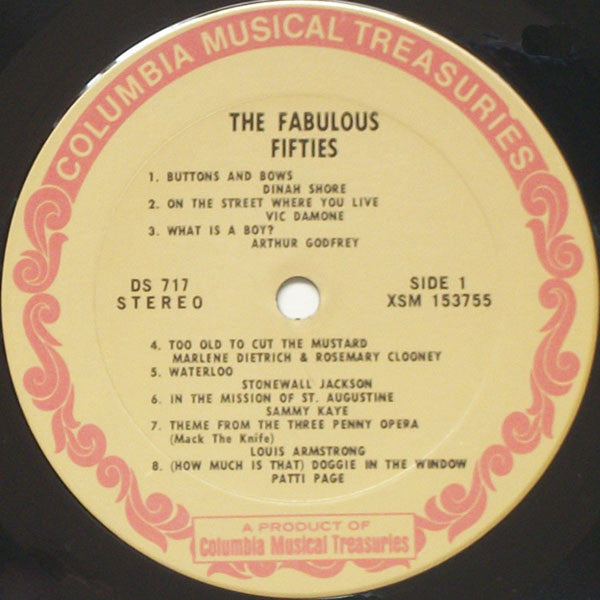 COLUMBIA MUSICAL TREASURIES
THE FABULOUS
FIFTIES
1. BUTTONS AND BOWS
DINAH SHORE
2. ON THE STREET WHERE YOU LIVE
VIC DAMONE
3. WHAT IS A BOY?
ARTHUR GODFREY
DS 717
STEREO
SIDE 1
XSM 153755
4. TOO OLD TO CUT THE MUSTARD
MARLENE DIETRICH & ROSEMARY CLOONEY
5. WATERLOO
STONEWALL JACKSON
6. IN THE MISSION OF ST. AUGUSTINE
SAMMY KAYE
7. THEME FROM THE THREE PENNY OPERA
(Mack The Knife)
LOUIS ARMSTRONG
8. (HOW MUCH IS THAT) DOGGIE IN THE WINDOW
PATTI PAGE
A PRODUCT OF
Columbia Musical Treasuries